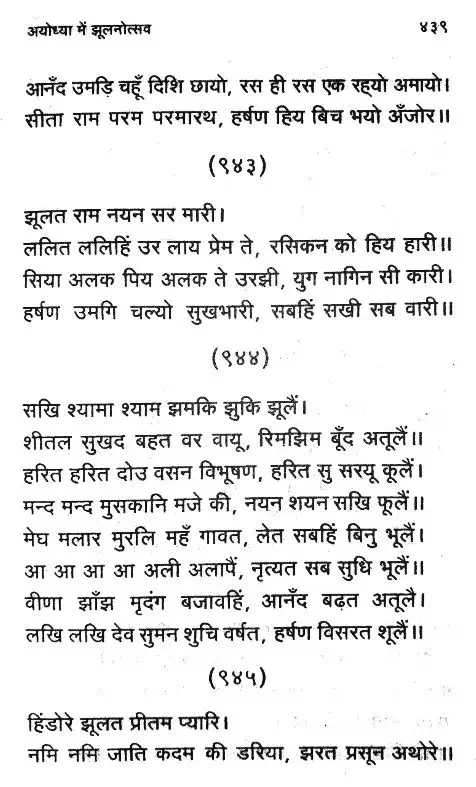 अयोध्या में झूलनोत्सव ४३९
आनँद उमड़ि चहूँ दिशि छायो, रस ही रस एक रह्यो अमायो।
सीता राम परम परमारथ, हर्षण हिय बिच भयो अँजोर॥
(९४३)
झूलत राम नयन सर मारी।
ललित ललिहिं उर लाय प्रेम ते, रसिकन को हिय हारी॥
सिया अलक पिय अलक ते उरझी, युग नागिन सी कारी।
हर्षण उमगि चल्यो सुखभारी, सबहिं सखी सब वारी॥
(९४४)
सखि श्यामा श्याम झमकि झुकि झूलैं।
शीतल सुखद बहत वर वायू, रिमझिम बूँद अतूलैं॥
हरित हरित दोउ वसन विभूषण, हरित सु सरयू कूलैं।
मन्द मन्द मुसकानि मजे की, नयन शयन सखि फूलैं॥
मेघ मलार मुरलि महँ गावत, लेत सबहिं बिनु भूलैं।
आ आ आ आ अली अलापैं, नृत्यत सब सुधि भूलैं॥
वीणा झाँझ मृदंग बजावहिं, आनँद बढ़त अतूलै।
लखि लखि देव सुमन शुचि वर्षत, हर्षण विसरत शूलैं॥
(९४५)
हिंडोरे झूलत प्रीतम प्यारि।
नमि नमि जाति कदम की डरिया, झरत प्रसून अथोरे॥